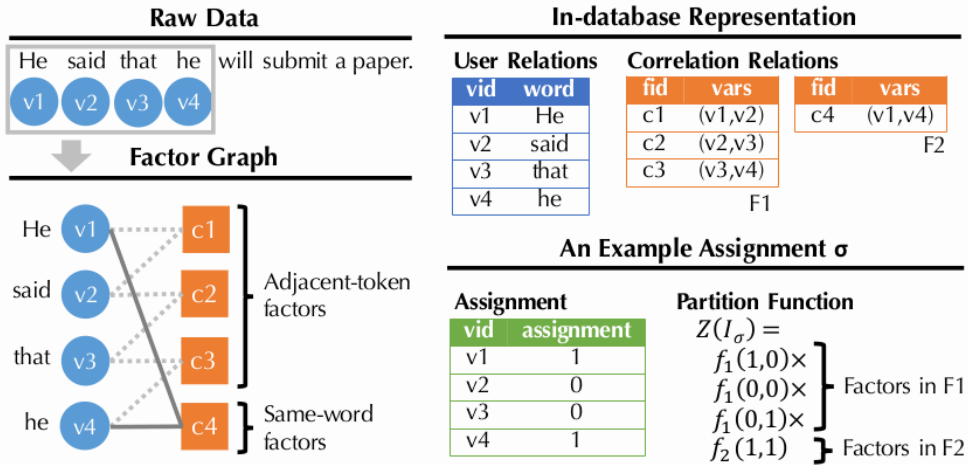 Raw Data
He said that he will submit a paper.
v1 v2 v3 v4
Factor Graph
He v1 c1
said v2 c2
that v3 c3
he v4 c4
Adjacent-token
factors
Same-word
factors
In-database Representation
User Relations
vid word
v1 He
v2 said
v3 that
v4 he
Correlation Relations
fid vars
c1 (v1,v2)
c2 (v2,v3)
c3 (v3,v4)
F1
fid vars
c4 (v1,v4)
F2
An Example Assignment σ
Assignment
vid assignment
v1 1
v2 0
v3 0
v4 1
Partition Function
Z(I_σ) =
f₁(1,0)×
f₁(0,0)×
f₁(0,1)×
f₂(1,1)
Factors in F1
Factors in F2